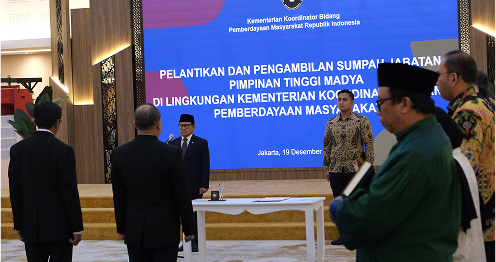 Kementerian Koordinator Bidang
Pemberdayaan Masyarakat Republik Indonesia
PELANTIKAN DAN PENGAMBILAN SUMPAH JABATAN
PIMPINAN TINGGI MADYA
DI LINGKUNGAN KEMENTERIAN KOORDINA
PEMBERDAYAAN MASYARAK
Jakarta, 19 Desember